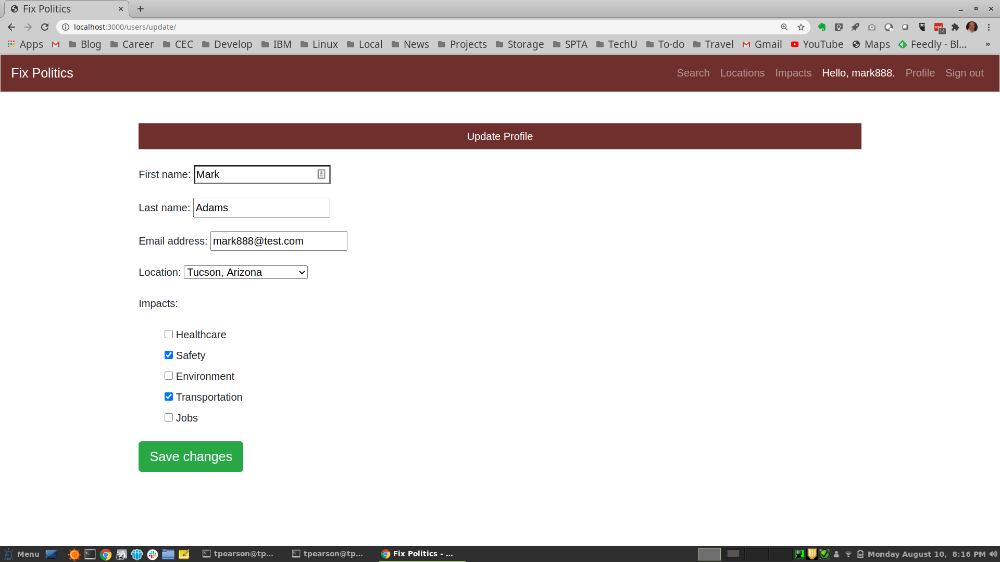 Fix Politics
localhost:3000/users/update/
14
Apps Blog Career CEC Develop IBM Linux Local News Projects Storage SPTA TechU To-do Travel Gmail YouTube Maps Feedly - Bl... »
Fix Politics Search Locations Impacts Hello, mark888. Profile Sign out
Update Profile
First name: Mark
Last name: Adams
Email address: mark888@test.com
Location: Tucson, Arizona
Impacts:
Healthcare
Safety
Environment
Transportation
Jobs
Save changes
Menu tpearson@tp... tpearson@tp... Fix Politics - ... Monday August 10, 8:16 PM